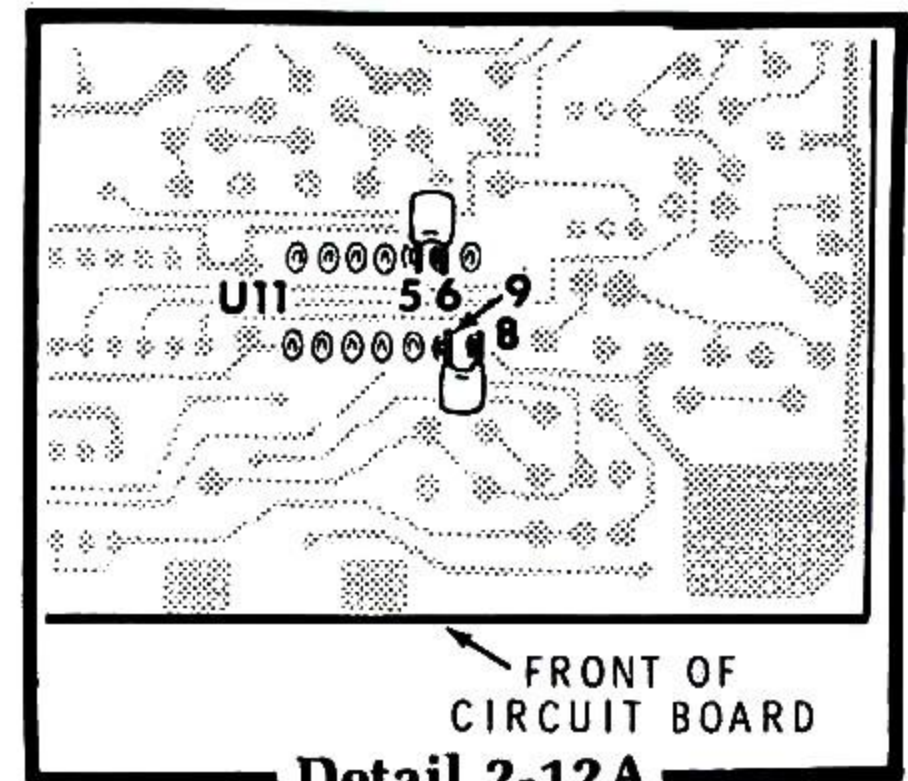 U11 5 6 9
8
FRONT OF
CIRCUIT BOARD
Detail 2-12A